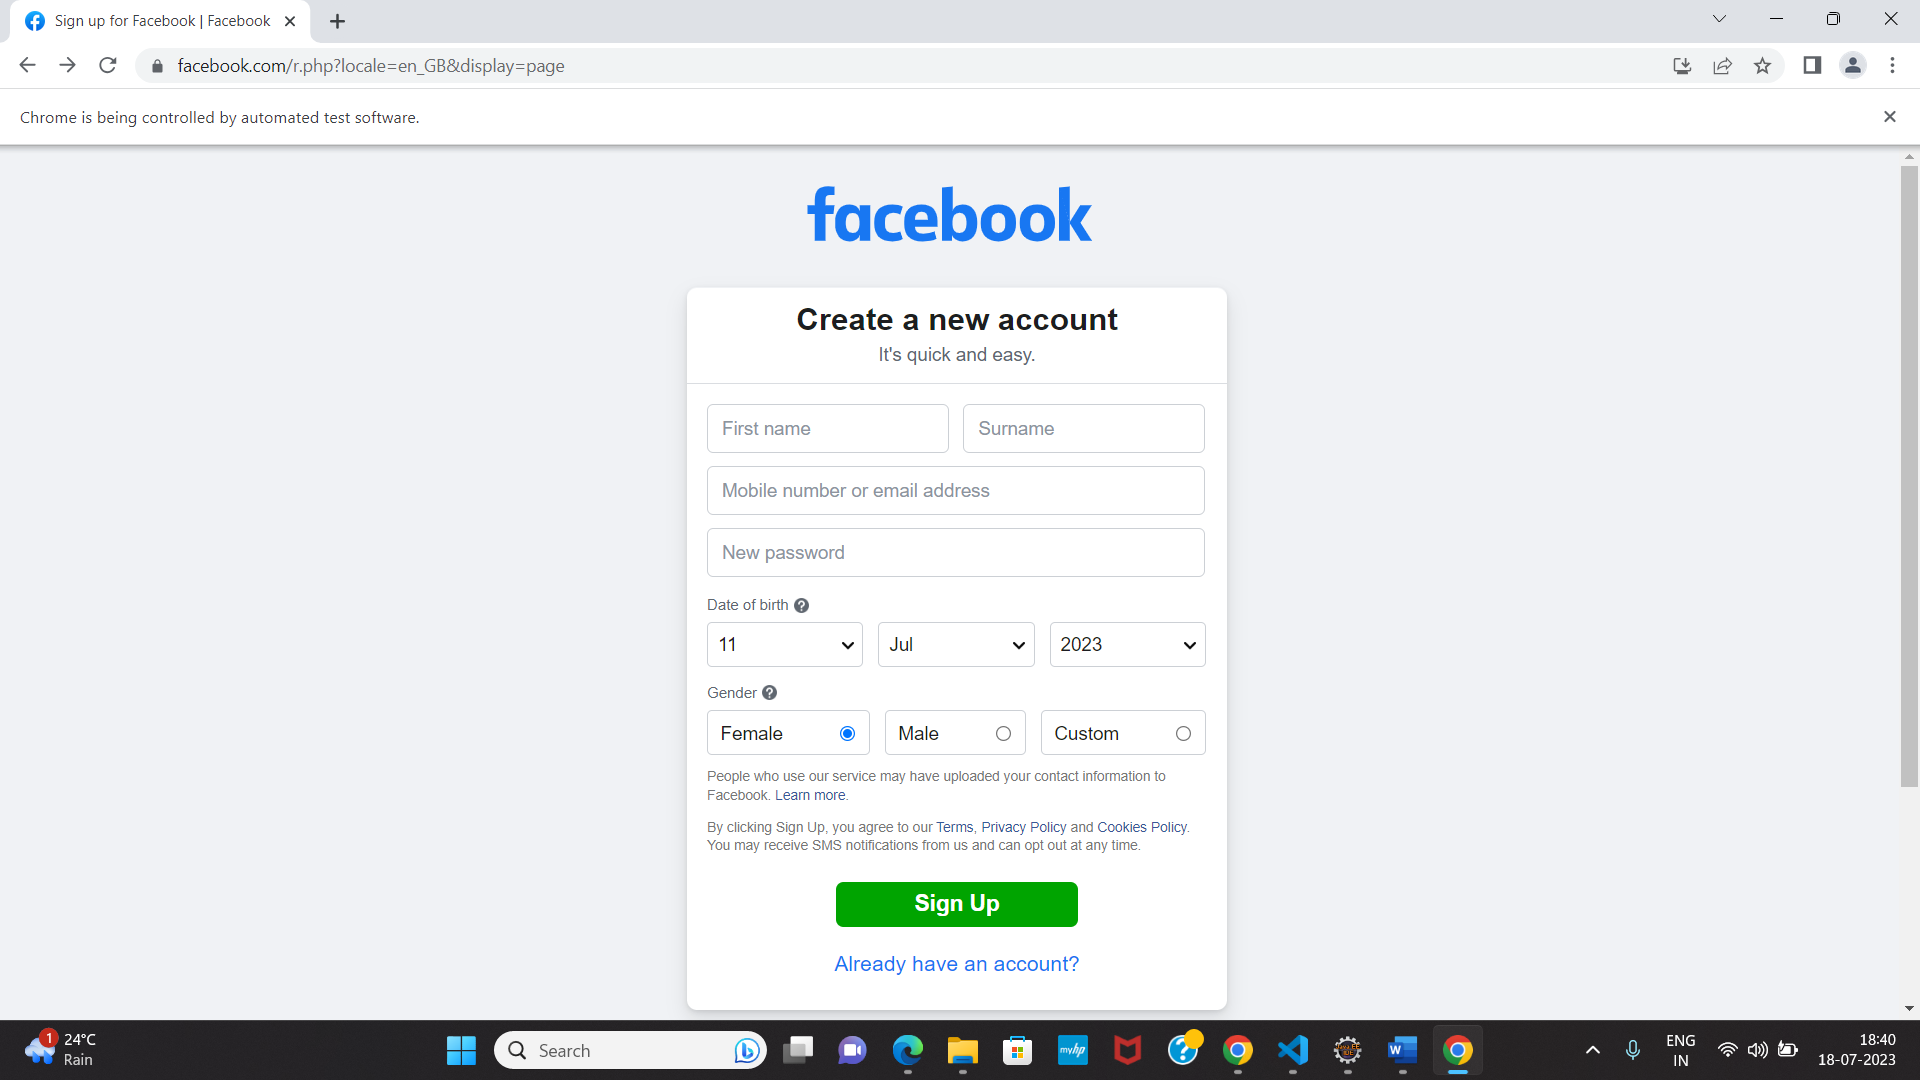 Sign up for Facebook | Facebook
facebook.com/r.php?locale=en_GB&display=page
Chrome is being controlled by automated test software.
facebook
Create a new account
It's quick and easy.
First name Surname
Mobile number or email address
New password
Date of birth ?
11 Jul 2023
Gender ?
Female Male Custom
People who use our service may have uploaded your contact information to
Facebook. Learn more.
By clicking Sign Up, you agree to our Terms, Privacy Policy and Cookies Policy.
You may receive SMS notifications from us and can opt out at any time.
Sign Up
Already have an account?
1 24°C
Rain
Search
myhp
?
W
ENG
IN
18:40
18-07-2023